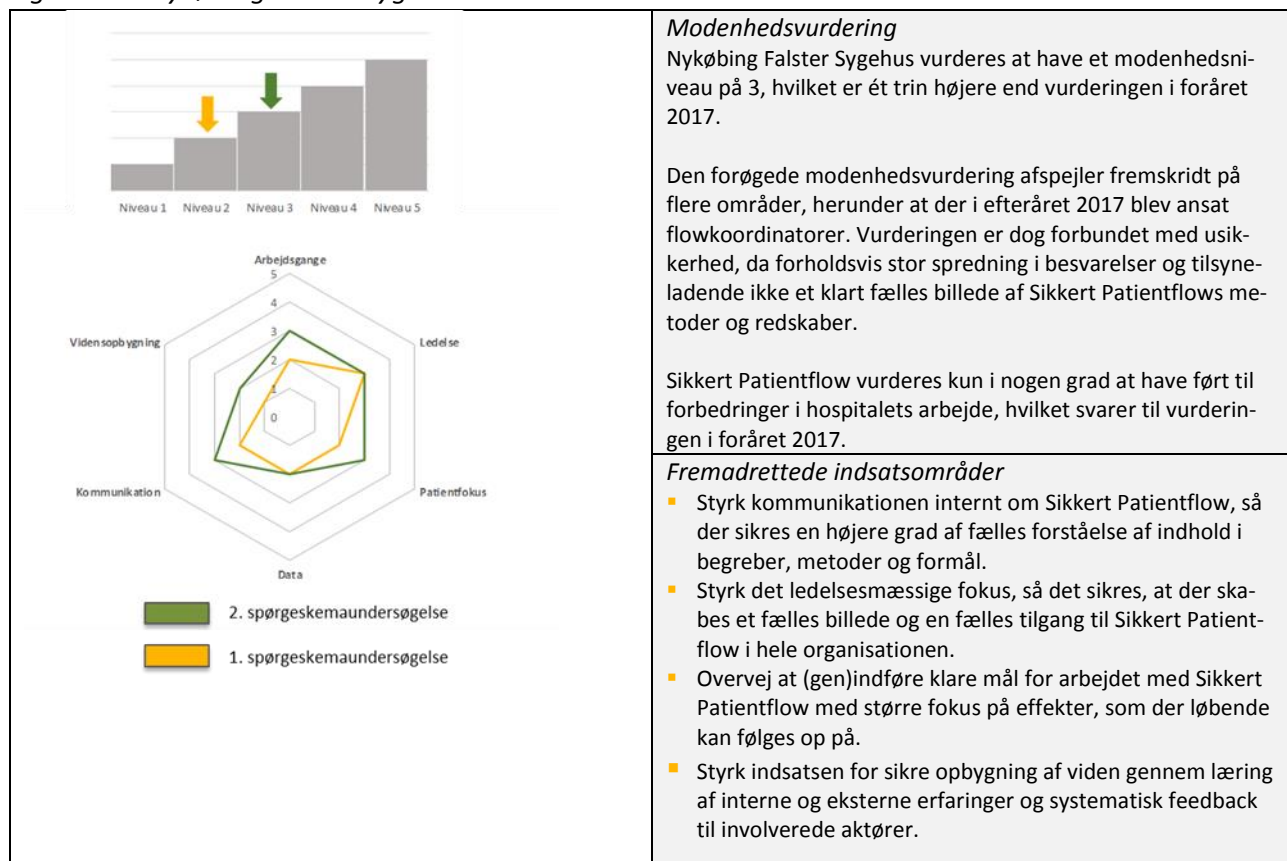 Niveau 1 Niveau 2 Niveau 3 Niveau 4 Niveau 5
Arbejdsgange
5
4
3
2
1
0
Vidensopbygning
Ledelse
Kommunikation
Patientfokus
Data
2. spørgeskemaundersøgelse
1. spørgeskemaundersøgelse
Modenhedsvurdering
Nykøbing Falster Sygehus vurderes at have et modenhedsni-
veau på 3, hvilket er ét trin højere end vurderingen i foråret
2017.
Den forøgede modenhedsvurdering afspejler fremskridt på
flere områder, herunder at der i efteråret 2017 blev ansat
flowkoordinatorer. Vurderingen er dog forbundet med usik-
kerhed, da forholdsvis stor spredning i besvarelser og tilsyne-
ladende ikke et klart fælles billede af Sikkert Patientflows me-
toder og redskaber.
Sikkert Patientflow vurderes kun i nogen grad at have ført til
forbedringer i hospitalets arbejde, hvilket svarer til vurderin-
gen i foråret 2017.
Fremadrettede indsatsområder
▪ Styrk kommunikationen internt om Sikkert Patientflow, så
der sikres en højere grad af fælles forståelse af indhold i
begreber, metoder og formål.
▪ Styrk det ledelsesmæssige fokus, så det sikres, at der ska-
bes et fælles billede og en fælles tilgang til Sikkert Patient-
flow i hele organisationen.
▪ Overvej at (gen)indføre klare mål for arbejdet med Sikkert
Patientflow med større fokus på effekter, som der løbende
kan følges op på.
▪ Styrk indsatsen for sikre opbygning af viden gennem læring
af interne og eksterne erfaringer og systematisk feedback
til involverede aktører.